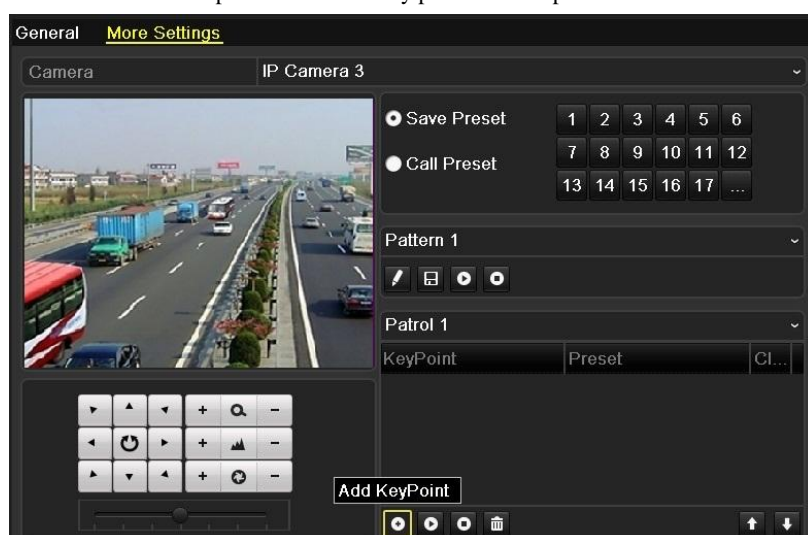 General More Settings
Camera IP Camera 3
Save Preset
Call Preset
1 2 3 4 5 6
7 8 9 10 11 12
13 14 15 16 17 ...
Pattern 1
Patrol 1
KeyPoint Preset Cl...
Add KeyPoint